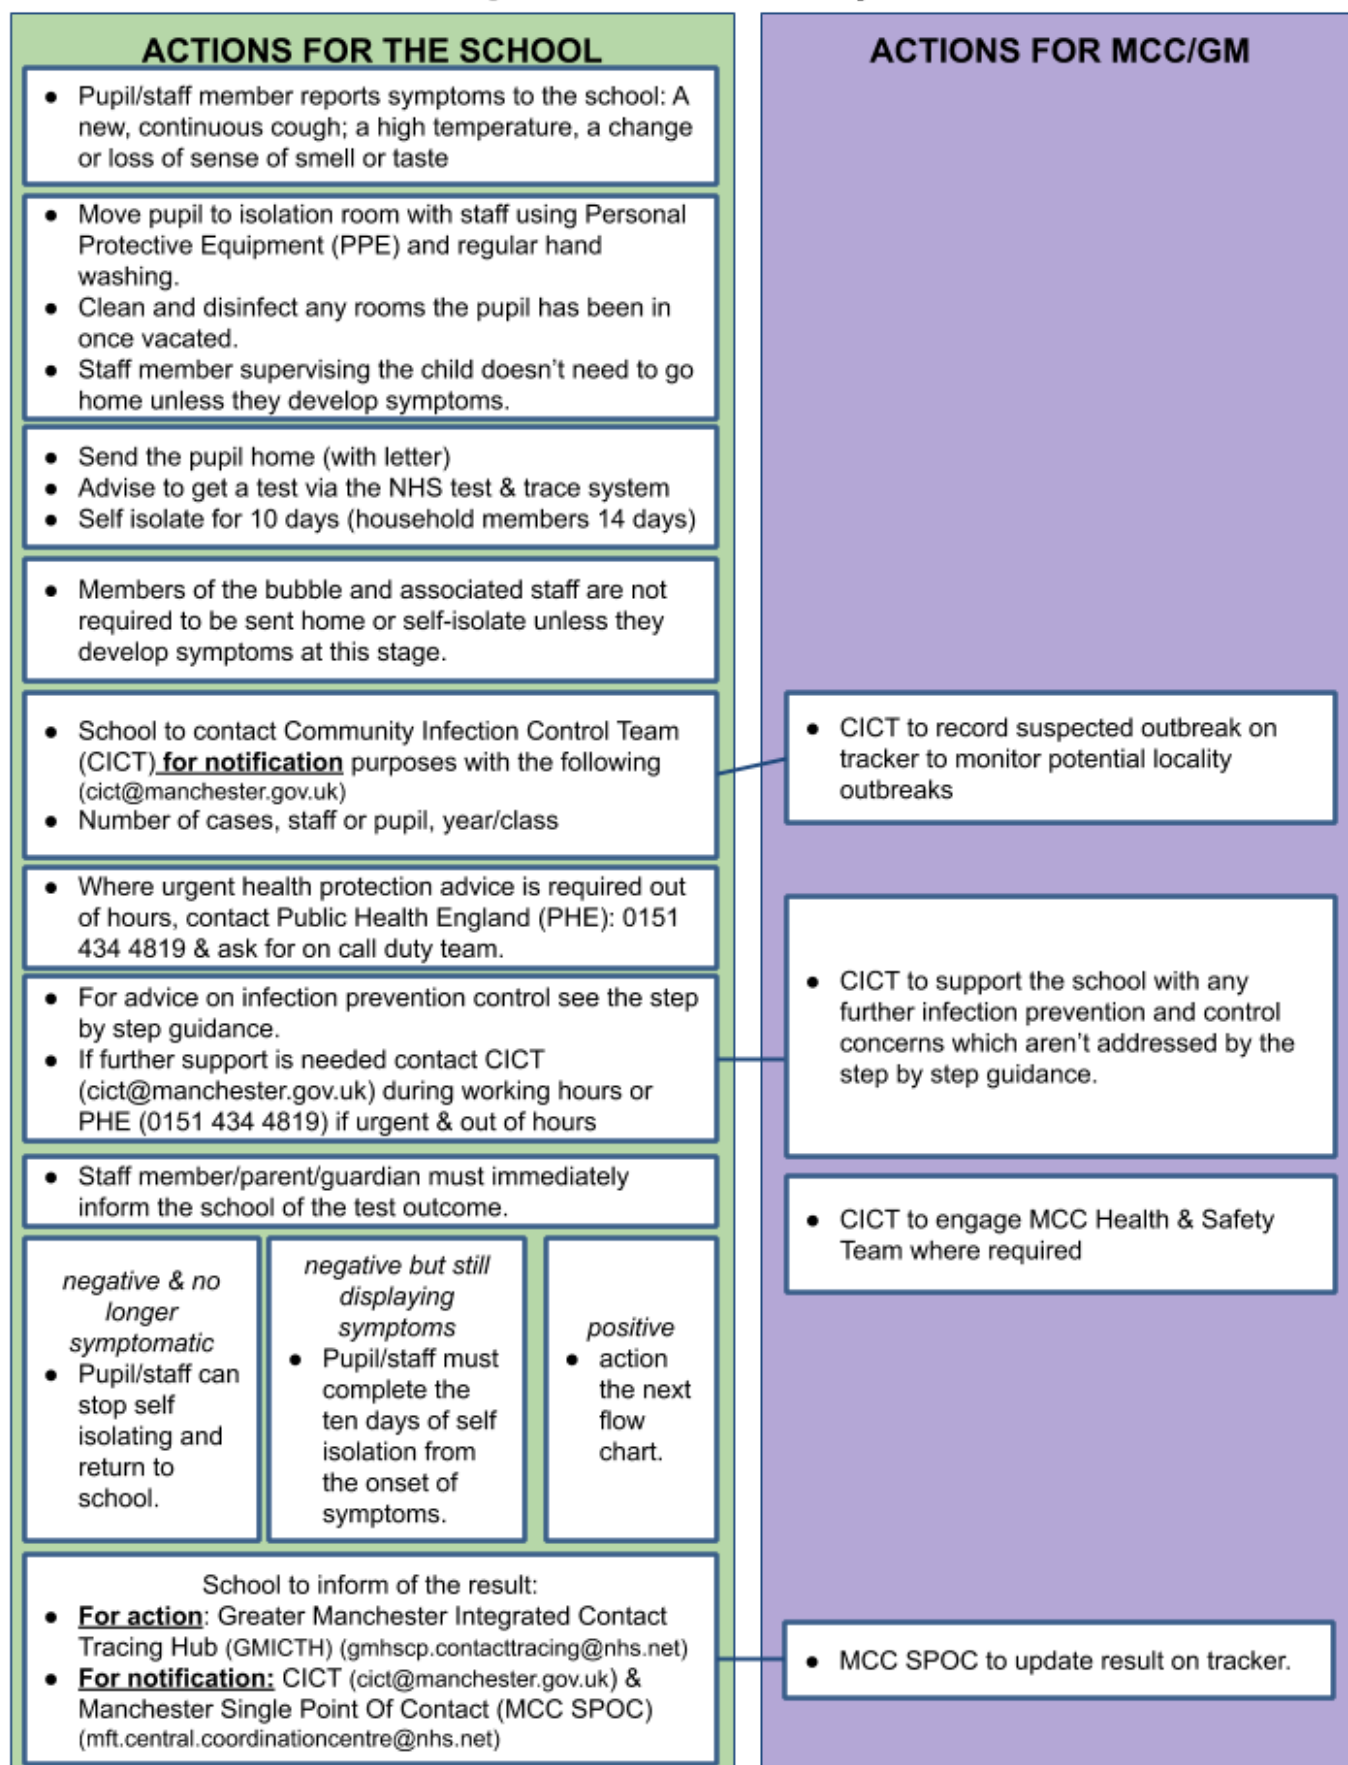 ACTIONS FOR THE SCHOOL
● Pupil/staff member reports symptoms to the school: A
new, continuous cough; a high temperature, a change
or loss of sense of smell or taste
● Move pupil to isolation room with staff using Personal
Protective Equipment (PPE) and regular hand
washing.
● Clean and disinfect any rooms the pupil has been in
once vacated.
● Staff member supervising the child doesn’t need to go
home unless they develop symptoms.
● Send the pupil home (with letter)
● Advise to get a test via the NHS test & trace system
● Self isolate for 10 days (household members 14 days)
● Members of the bubble and associated staff are not
required to be sent home or self-isolate unless they
develop symptoms at this stage.
● School to contact Community Infection Control Team
(CICT) for notification purposes with the following
(cict@manchester.gov.uk)
● Number of cases, staff or pupil, year/class
● Where urgent health protection advice is required out
of hours, contact Public Health England (PHE): 0151
434 4819 & ask for on call duty team.
● For advice on infection prevention control see the step
by step guidance.
● If further support is needed contact CICT
(cict@manchester.gov.uk) during working hours or
PHE (0151 434 4819) if urgent & out of hours
● Staff member/parent/guardian must immediately
inform the school of the test outcome.
negative & no
longer
symptomatic
● Pupil/staff can
stop self
isolating and
return to
school.
negative but still
displaying
symptoms
● Pupil/staff must
complete the
ten days of self
isolation from
the onset of
symptoms.
positive
● action
the next
flow
chart.
School to inform of the result:
● For action: Greater Manchester Integrated Contact
Tracing Hub (GMICTH) (gmhscp.contacttracing@nhs.net)
● For notification: CICT (cict@manchester.gov.uk) &
Manchester Single Point Of Contact (MCC SPOC)
(mft.central.coordinationcentre@nhs.net)
ACTIONS FOR MCC/GM
● CICT to record suspected outbreak on
tracker to monitor potential locality
outbreaks
● CICT to support the school with any
further infection prevention and control
concerns which aren’t addressed by the
step by step guidance.
● CICT to engage MCC Health & Safety
Team where required
● MCC SPOC to update result on tracker.